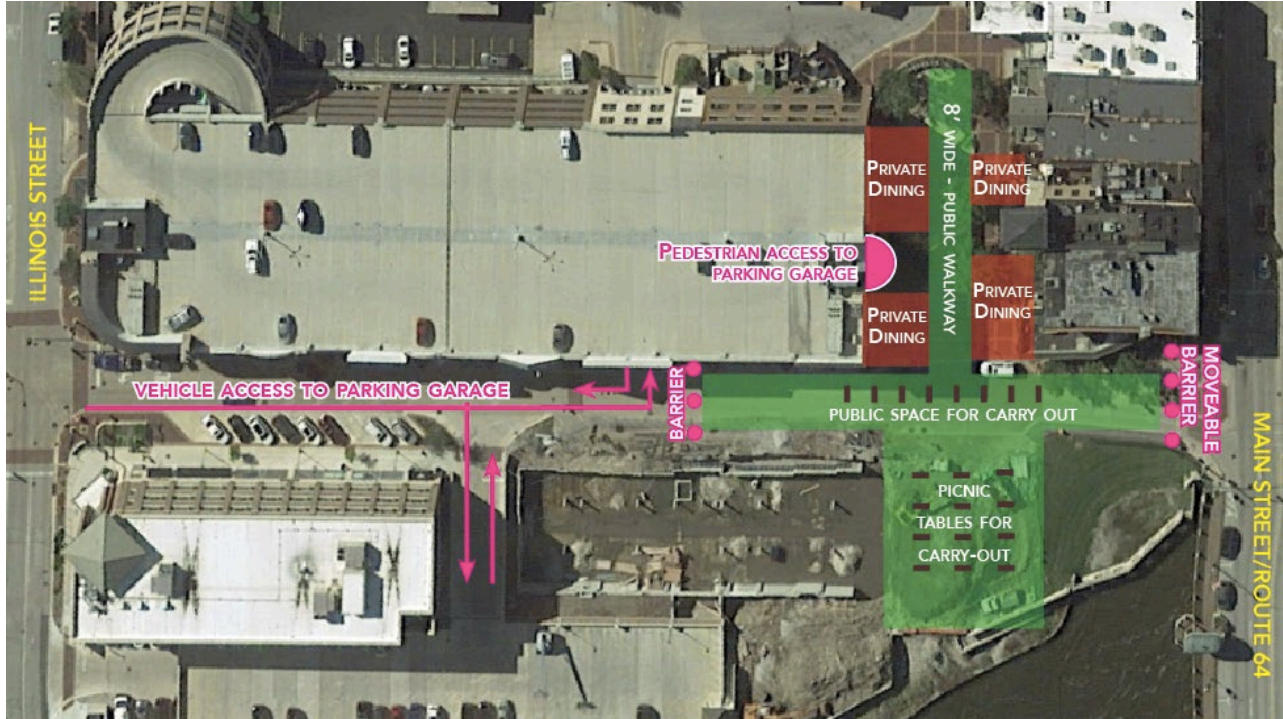 ILLINOIS STREET
8' WIDE - PUBLIC WALKWAY
PRIVATE
DINING
PRIVATE
DINING
PEDESTRIAN ACCESS TO
PARKING GARAGE
PRIVATE
DINING
PRIVATE
DINING
VEHICLE ACCESS TO PARKING GARAGE
BARRIER
PUBLIC SPACE FOR CARRY OUT
MOVEABLE
BARRIER
PICNIC
TABLES FOR
CARRY-OUT
MAIN STREET/ROUTE 64